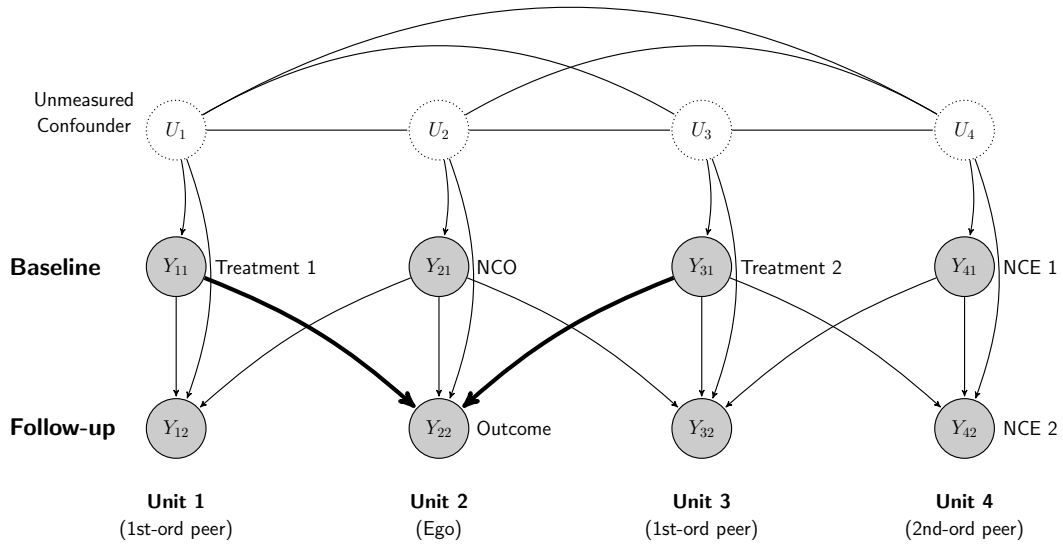 Unmeasured
Confounder
U₁ U₂ U₃ U₄
Baseline Y₁₁ Treatment 1 Y₂₁ NCO Y₃₁ Treatment 2 Y₄₁ NCE 1
Follow-up Y₁₂ Y₂₂ Outcome Y₃₂ Y₄₂ NCE 2
Unit 1 Unit 2 Unit 3 Unit 4
(1st-ord peer) (Ego) (1st-ord peer) (2nd-ord peer)